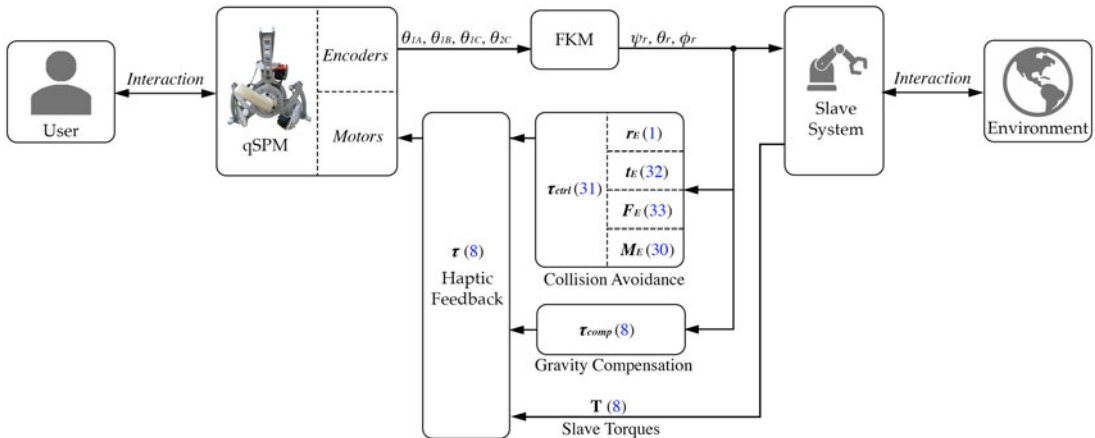 User
Interaction
qSPM
Encoders
Motors
θ1A, θ1B, θ1C, θ2C
FKM
ψr, θr, ϕr
Slave
System
Interaction
Environment
τ (8)
Haptic
Feedback
τctrl (31)
rE (1)
tE (32)
FE (33)
ME (30)
Collision Avoidance
τcomp (8)
Gravity Compensation
T (8)
Slave Torques